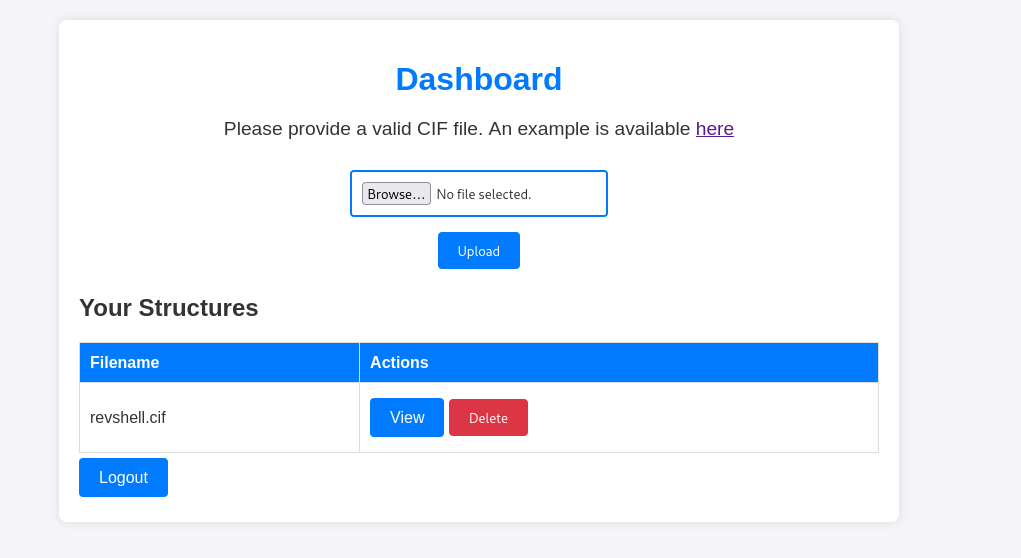 Dashboard
Please provide a valid CIF file. An example is available here
Browse... No file selected.
Upload
Your Structures
Filename Actions
revshell.cif View Delete
Logout